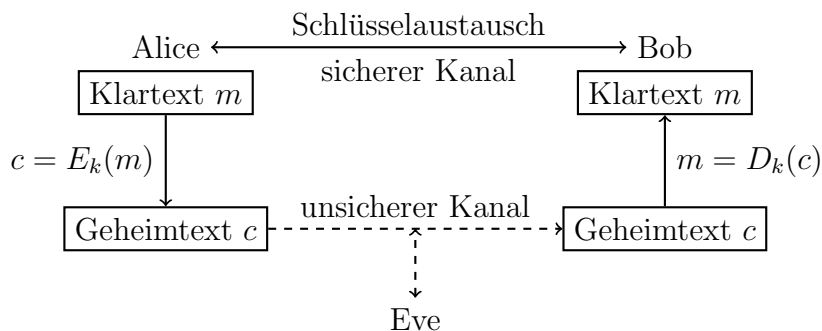 Schlüsselaustausch
Alice
Bob
sicherer Kanal
Klartext m
Klartext m
c = E_k(m)
m = D_k(c)
unsicherer Kanal
Geheimtext c
Geheimtext c
Eve